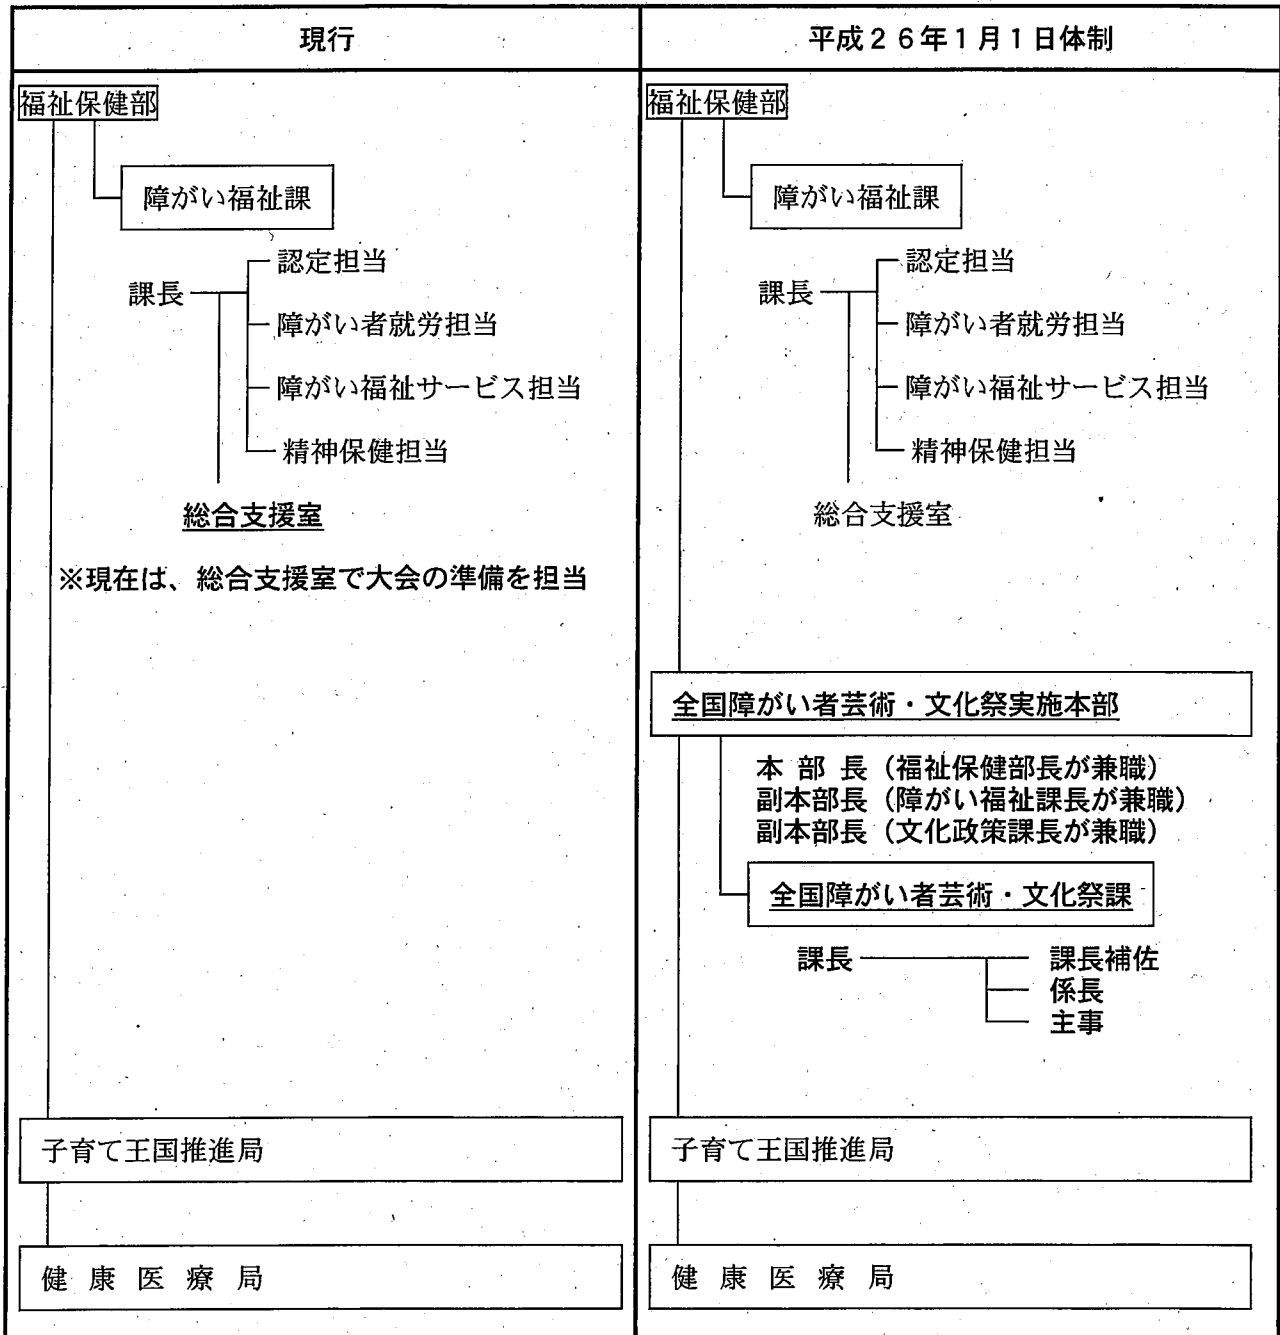 現行
福祉保健部
障がい福祉課
課長
認定担当
障がい者就労担当
障がい福祉サービス担当
精神保健担当
総合支援室
※現在は、総合支援室で大会の準備を担当
子育て王国推進局
健康医療局
平成26年1月1日体制
福祉保健部
障がい福祉課
課長
認定担当
障がい者就労担当
障がい福祉サービス担当
精神保健担当
総合支援室
全国障がい者芸術・文化祭実施本部
本部長（福祉保健部長が兼職）
副本部長（障がい福祉課長が兼職）
副本部長（文化政策課長が兼職）
全国障がい者芸術・文化祭課
課長
課長補佐
係長
主事
子育て王国推進局
健康医療局